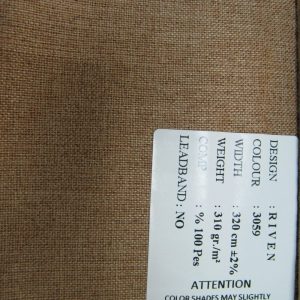 DESIGN : RIVEN
COLOUR : 3059
WIDTH : 320 cm ±2%
WEIGHT : 310 gr./m²
COMP : % 100 Pes
LEADBAND : NO
ATTENTION
COLOR SHADES MAY SLIGHTLY